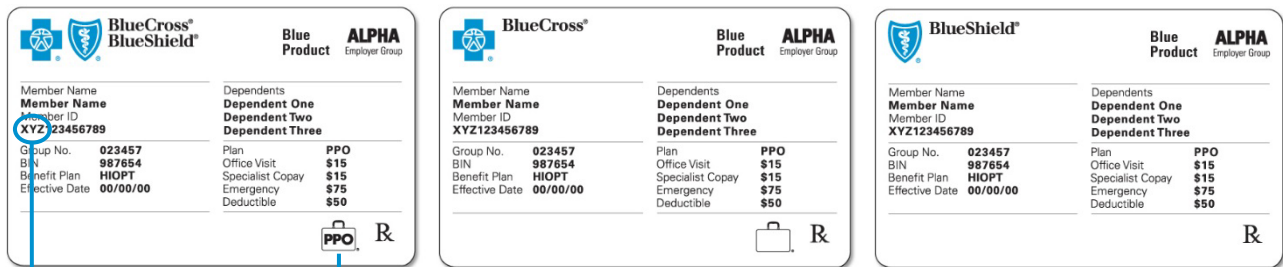 BlueCross®
BlueShield®
Blue
Product
ALPHA
Employer Group
Member Name
Member Name
Member ID
XYZ123456789
Dependents
Dependent One
Dependent Two
Dependent Three
Group No. 023457
BIN 987654
Benefit Plan HIOPT
Effective Date 00/00/00
Plan PPO
Office Visit $15
Specialist Copay $15
Emergency $75
Deductible $50
PPO
℞
BlueCross®
Blue
Product
ALPHA
Employer Group
Member Name
Member Name
Member ID
XYZ123456789
Dependents
Dependent One
Dependent Two
Dependent Three
Group No. 023457
BIN 987654
Benefit Plan HIOPT
Effective Date 00/00/00
Plan PPO
Office Visit $15
Specialist Copay $15
Emergency $75
Deductible $50
℞
BlueShield®
Blue
Product
ALPHA
Employer Group
Member Name
Member Name
Member ID
XYZ123456789
Dependents
Dependent One
Dependent Two
Dependent Three
Group No. 023457
BIN 987654
Benefit Plan HIOPT
Effective Date 00/00/00
Plan PPO
Office Visit $15
Specialist Copay $15
Emergency $75
Deductible $50
℞